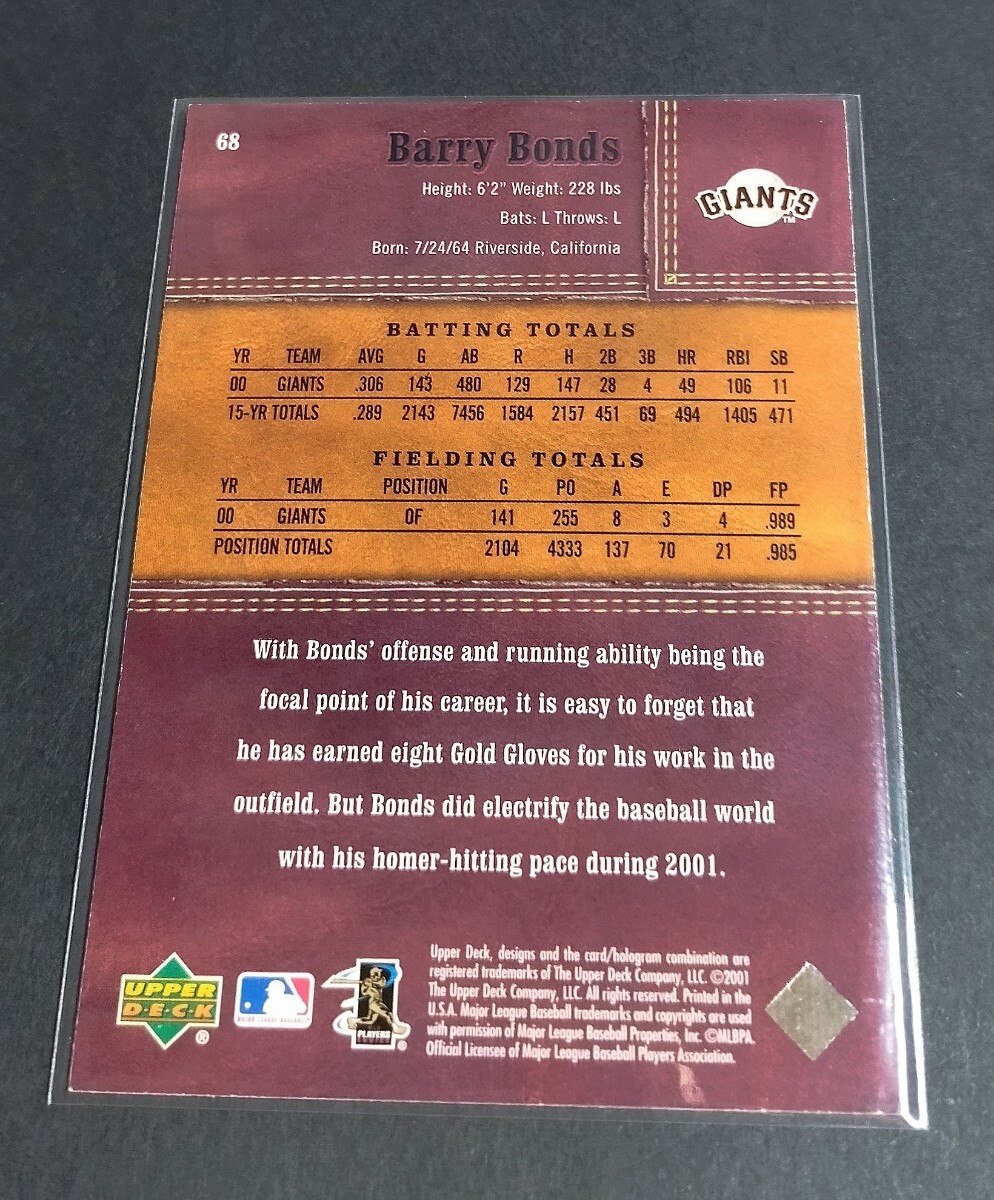 68
Barry Bonds
Height: 6'2" Weight: 228 lbs
Bats: L Throws: L
Born: 7/24/64 Riverside, California
GIANTS
TM
BATTING TOTALS
YR TEAM AVG G AB R H 2B 3B HR RBI SB
00 GIANTS .306 143 480 129 147 28 4 49 106 11
15-YR TOTALS .289 2143 7456 1584 2157 451 69 494 1405 471
FIELDING TOTALS
YR TEAM POSITION G PO A E DP FP
00 GIANTS OF 141 255 8 3 4 .989
POSITION TOTALS 2104 4333 137 70 21 .985
With Bonds' offense and running ability being the
focal point of his career, it is easy to forget that
he has earned eight Gold Gloves for his work in the
outfield. But Bonds did electrify the baseball world
with his homer-hitting pace during 2001.
UPPER
DECK
®
MAJOR LEAGUE BASEBALL
PLAYERS
CHOICE
®
Upper Deck, designs and the card/hologram combination are
registered trademarks of The Upper Deck Company, LLC. ©2001
The Upper Deck Company, LLC. All rights reserved. Printed in the
U.S.A. Major League Baseball trademarks and copyrights are used
with permission of Major League Baseball Properties, Inc. ©MLBPA.
Official Licensee of Major League Baseball Players Association.